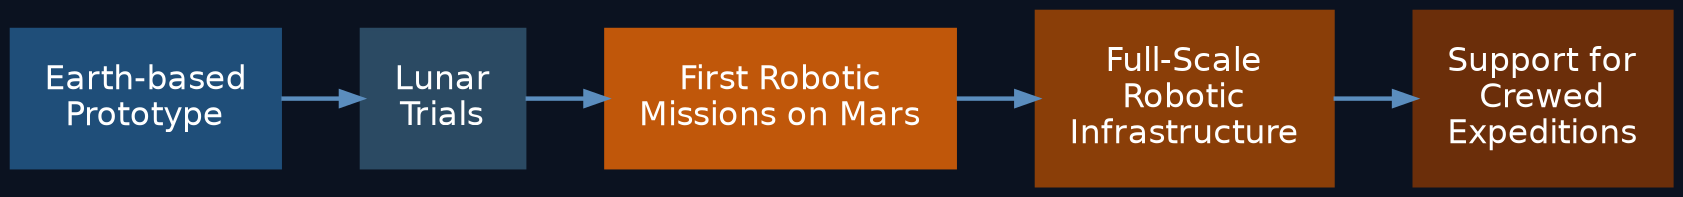 Earth-based
Prototype
Lunar
Trials
First Robotic
Missions on Mars
Full-Scale
Robotic
Infrastructure
Support for
Crewed
Expeditions